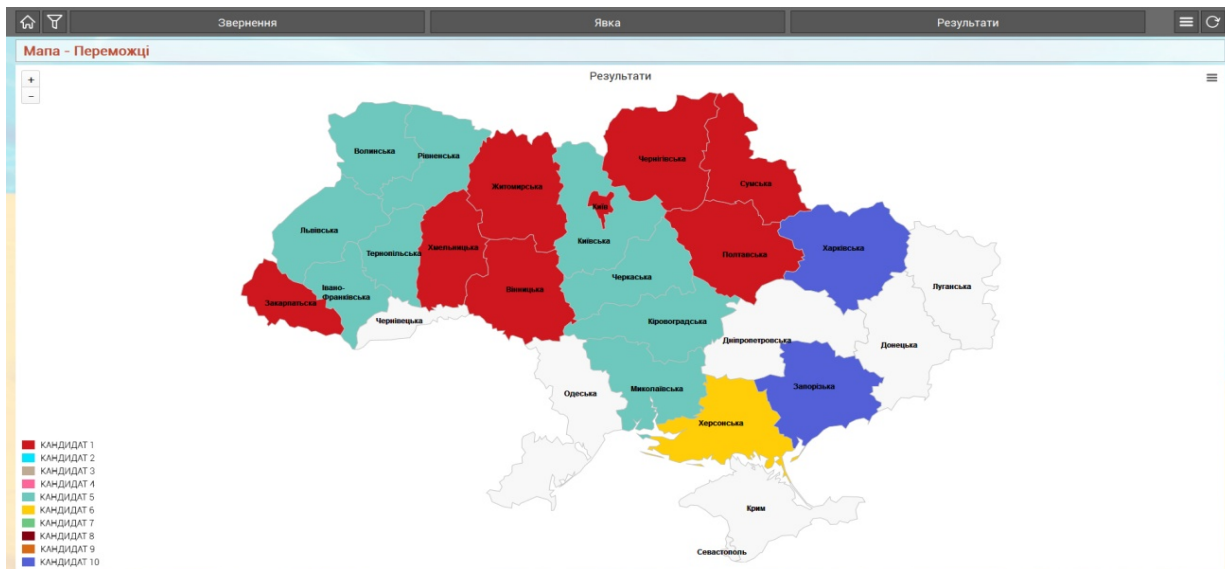 Звернення
Явка
Результати
Мапа - Переможці
+
Результати
−
Волинська
Рівненська
Житомирська
Чернігівська
Сумська
Київ
Львівська
Тернопільська
Хмельницька
Київська
Полтавська
Харківська
Черкаська
Луганська
Івано-
Франківська
Закарпатська
Вінницька
Чернівецька
Кіровоградська
Дніпропетровська
Донецька
Одеська
Миколаївська
Запорізька
Херсонська
Крим
Севастополь
КАНДИДАТ 1
КАНДИДАТ 2
КАНДИДАТ 3
КАНДИДАТ 4
КАНДИДАТ 5
КАНДИДАТ 6
КАНДИДАТ 7
КАНДИДАТ 8
КАНДИДАТ 9
КАНДИДАТ 10